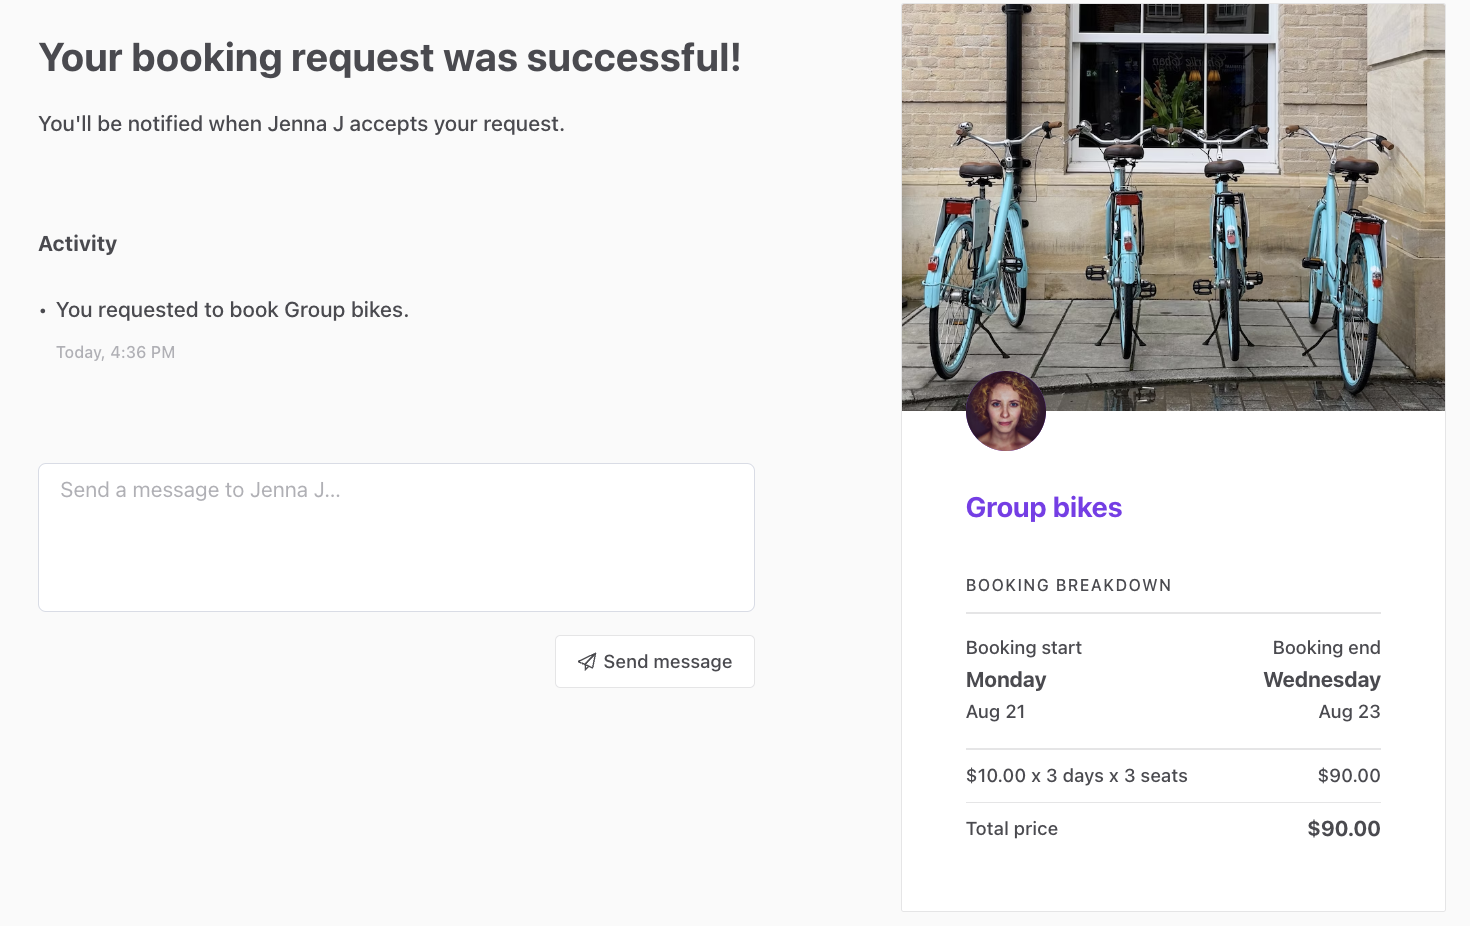 Your booking request was successful!
You'll be notified when Jenna J accepts your request.
Activity
• You requested to book Group bikes.
Today, 4:36 PM
Send a message to Jenna J…
Send message
Group bikes
BOOKING BREAKDOWN
Booking start Booking end
Monday Wednesday
Aug 21 Aug 23
$10.00 x 3 days x 3 seats $90.00
Total price $90.00